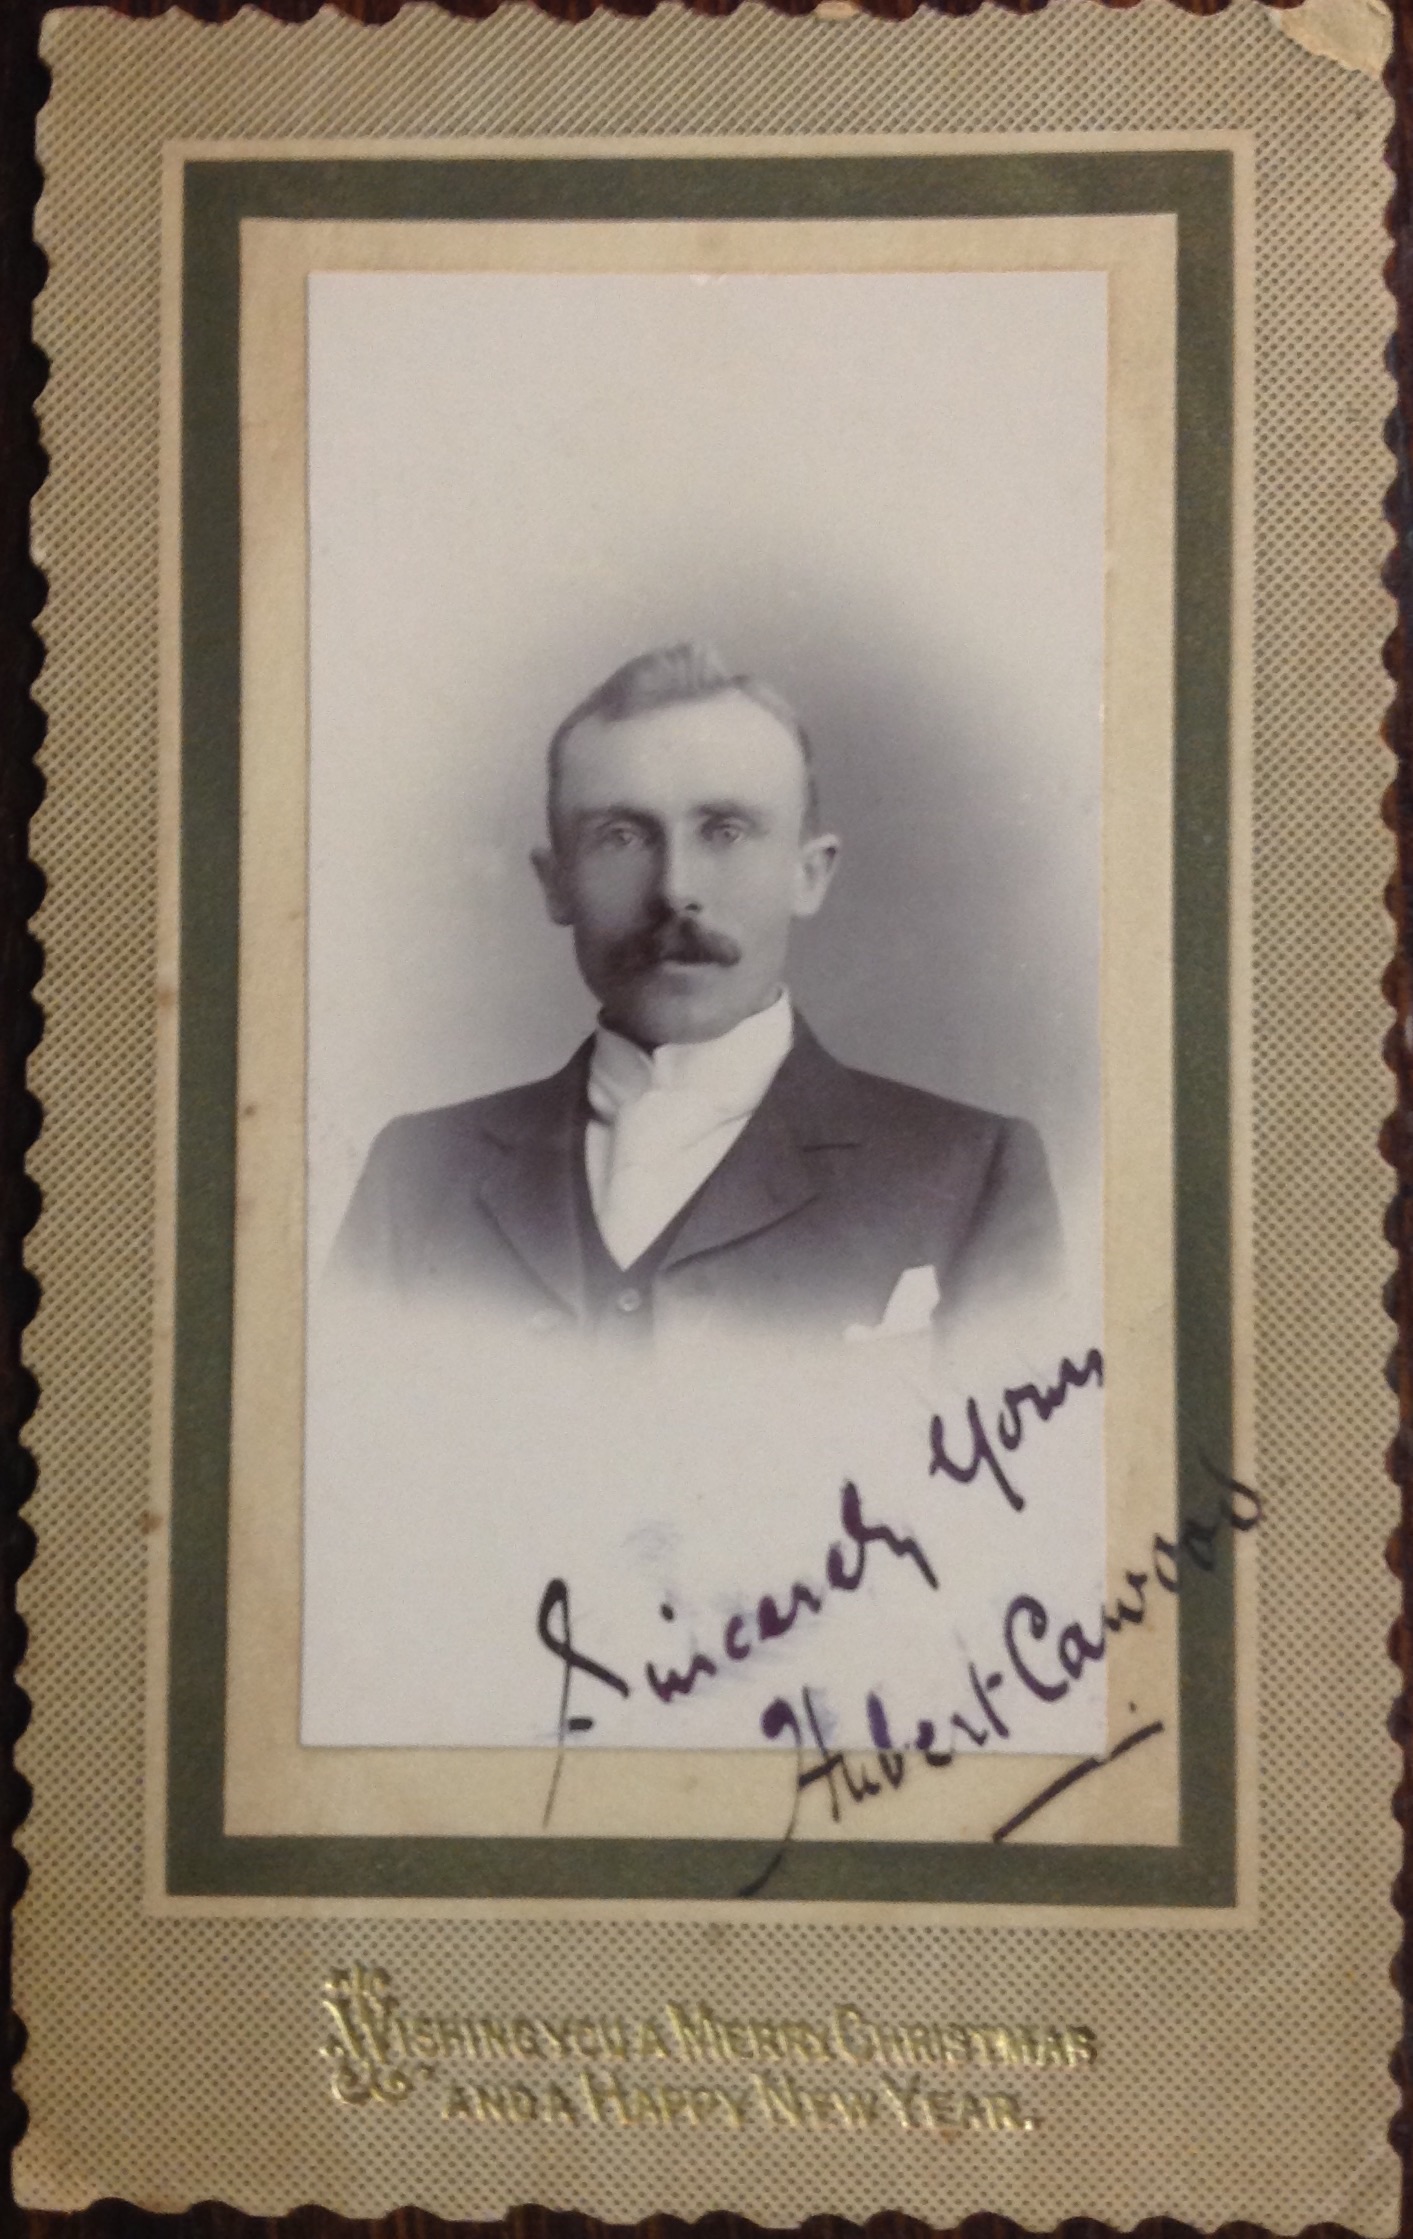 Sincerely Yours
Hubert Cawood
WISHING YOU A MERRY CHRISTMAS
AND A HAPPY NEW YEAR.